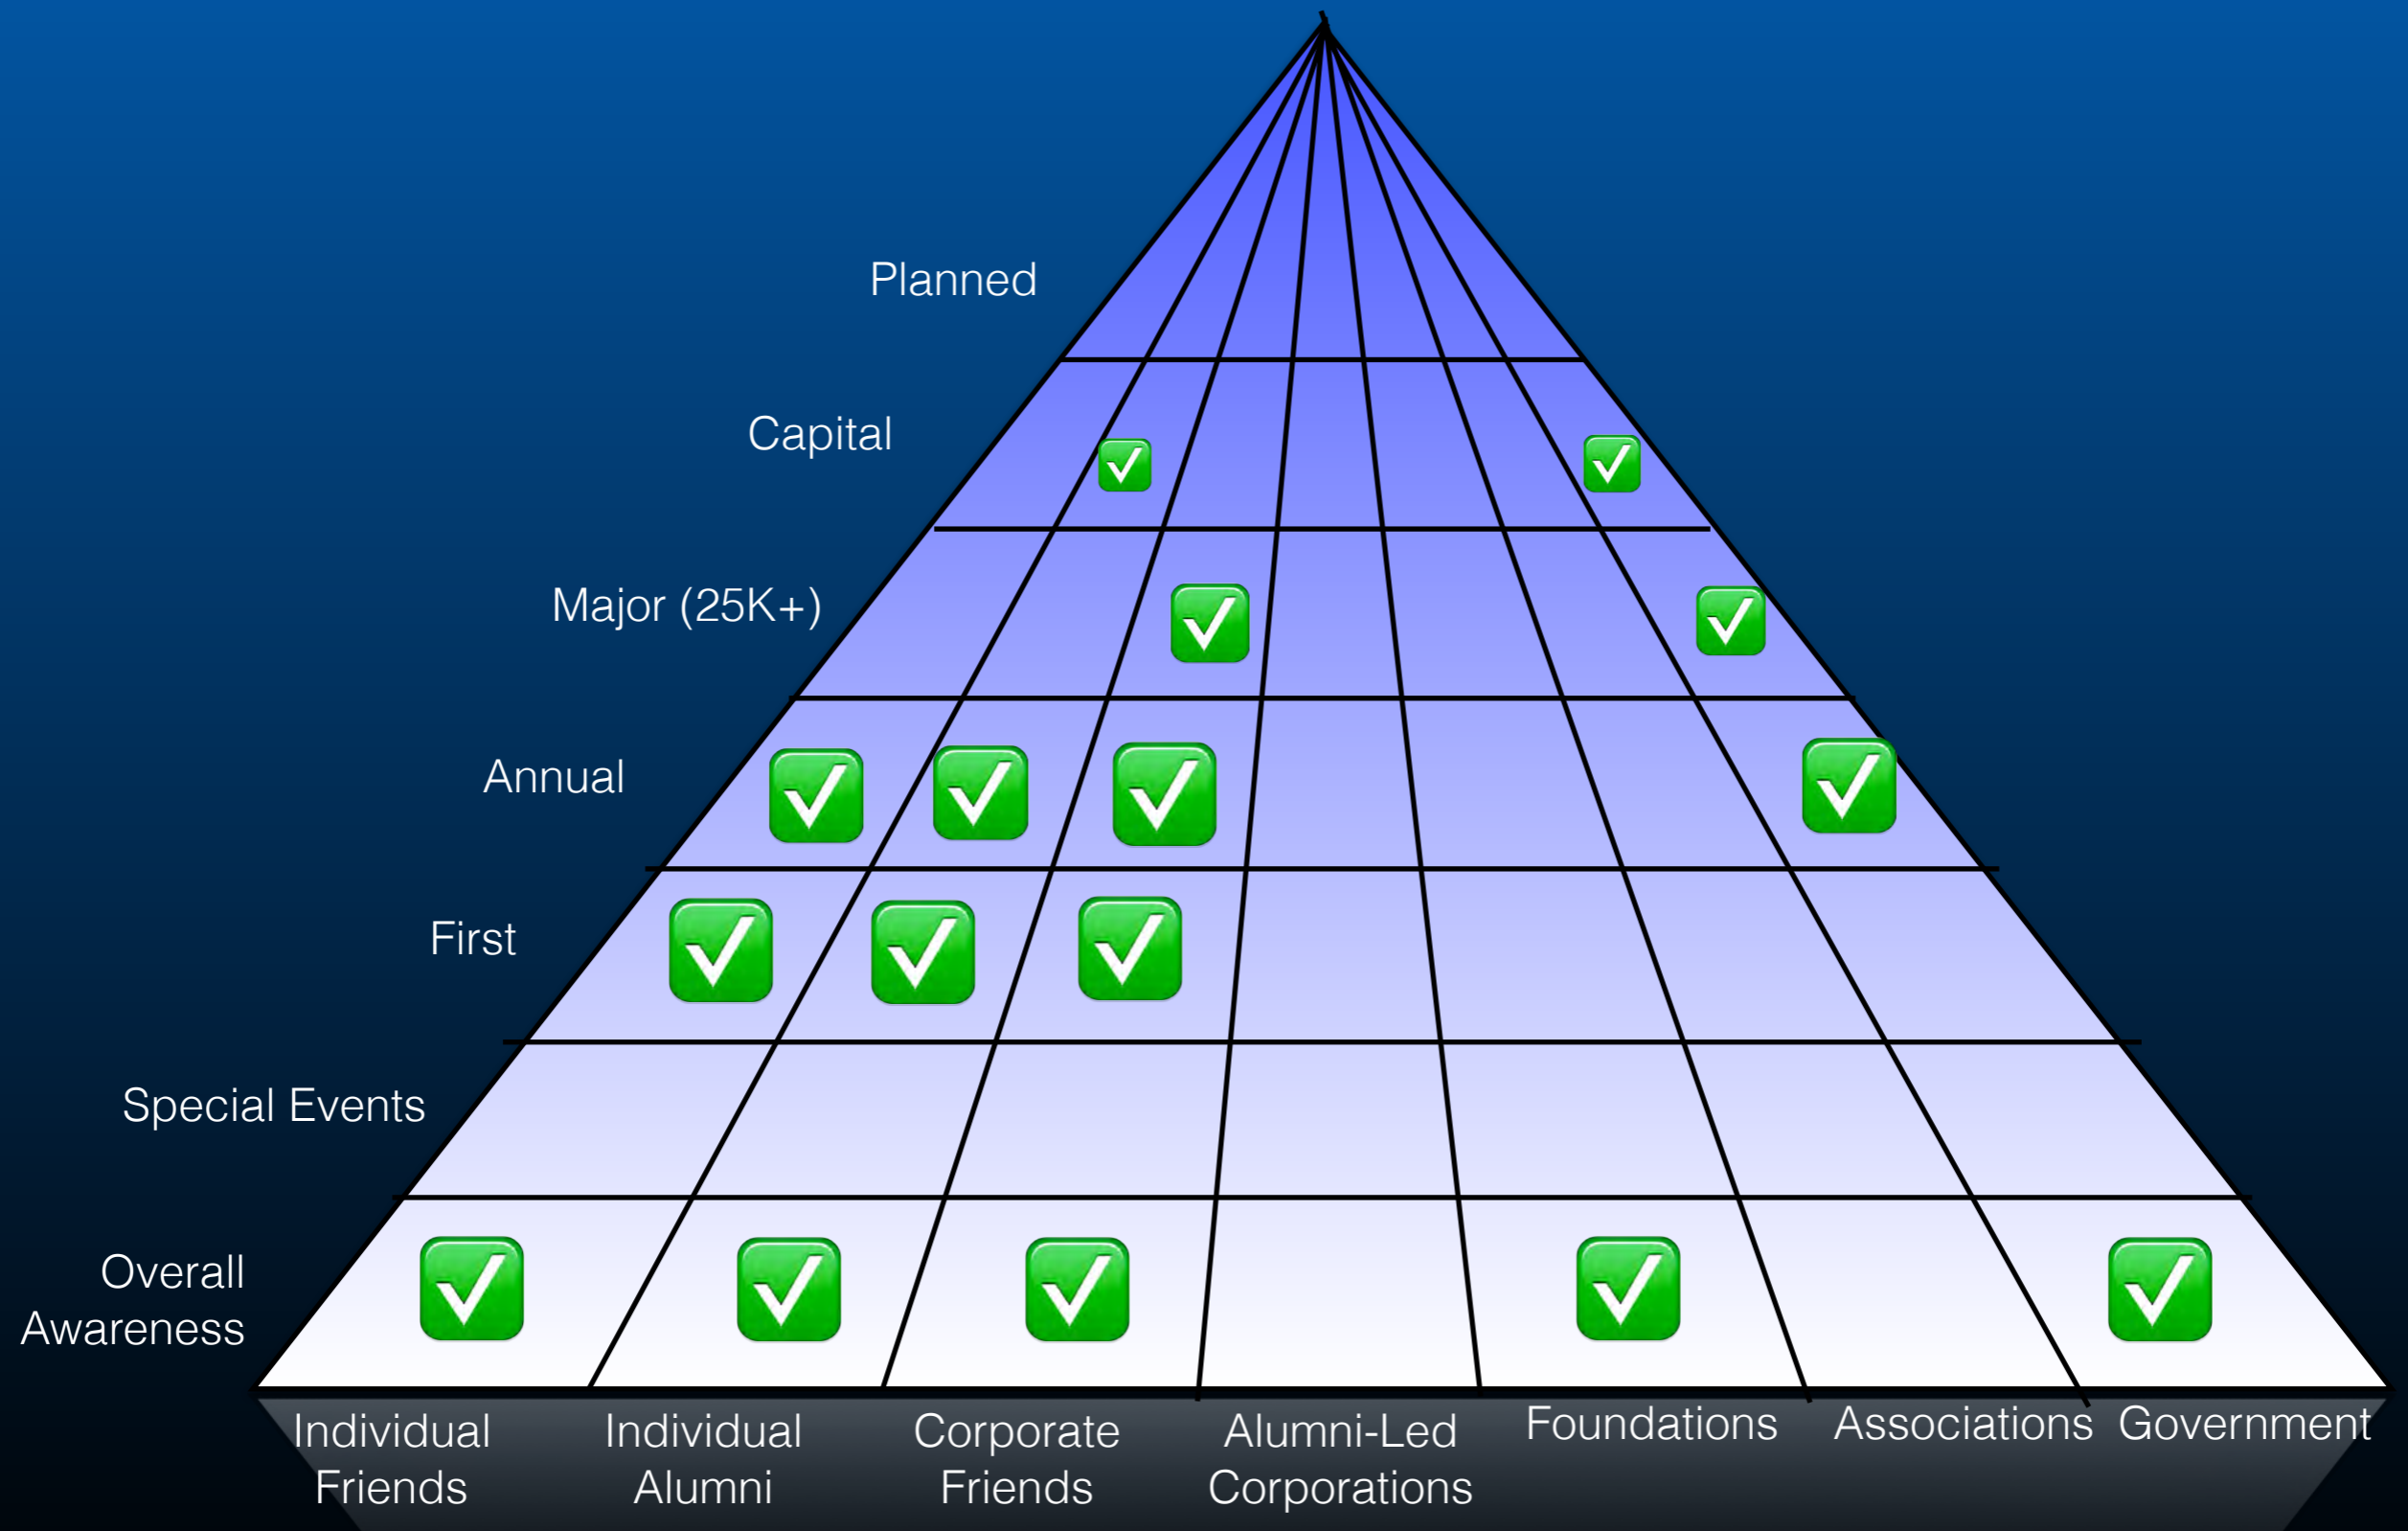 Planned
Capital
Major (25K+)
Annual
First
Special Events
Overall
Awareness
Individual
Friends
Individual
Alumni
Corporate
Friends
Alumni-Led
Corporations
Foundations
Associations
Government